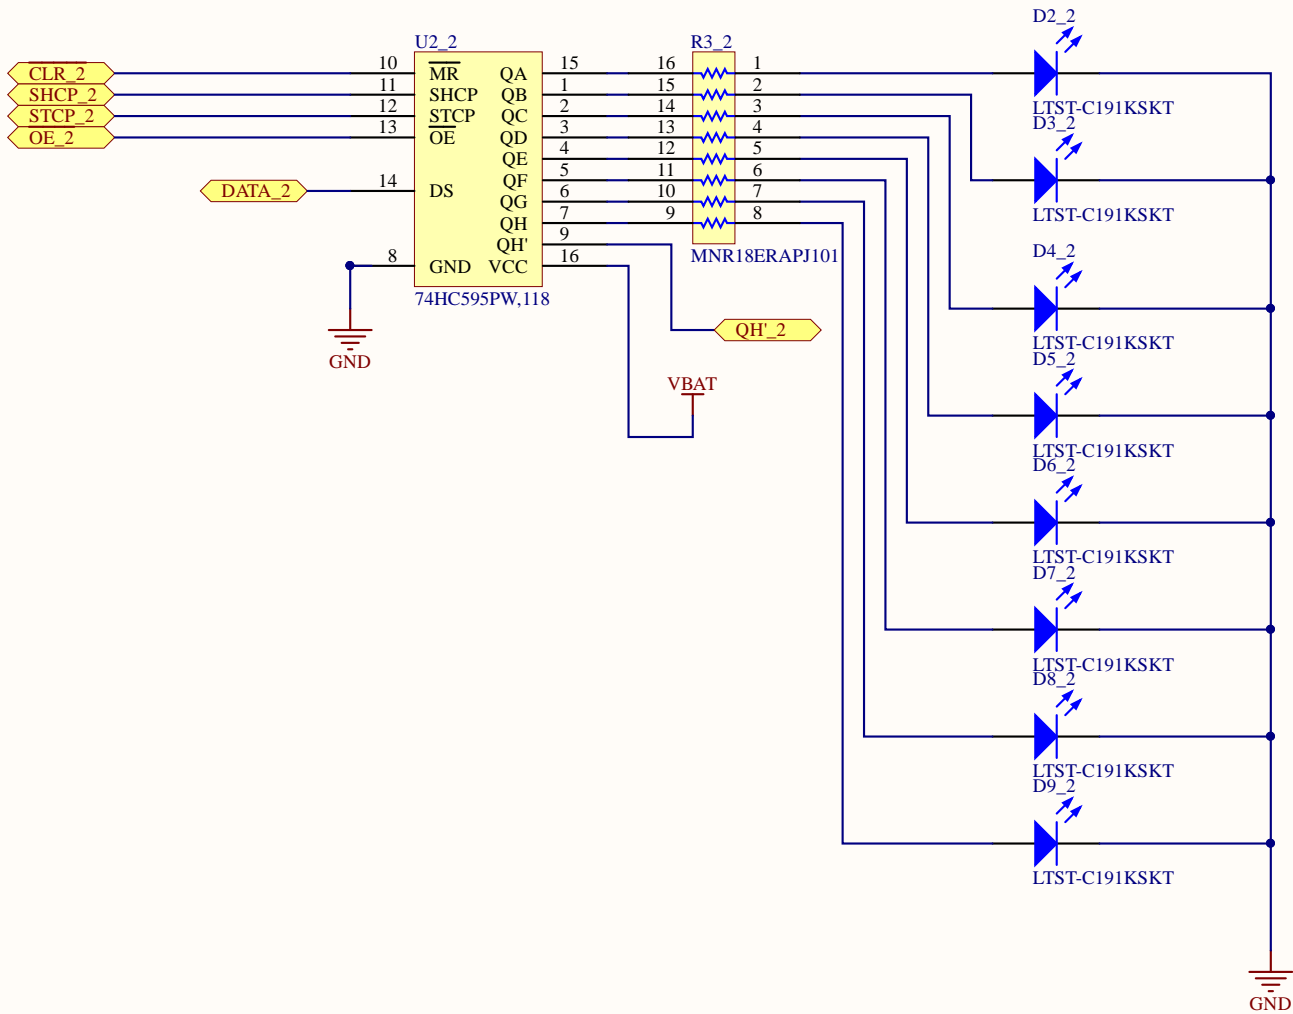 D2_2
U2_2
R3_2
CLR_2
10
MR
QA
15
16
1
SHCP_2
11
SHCP
QB
1
15
2
STCP_2
12
STCP
QC
2
14
3
LTST-C191KSKT
OE_2
13
OE
QD
3
13
4
D3_2
QE
4
12
5
DATA_2
14
DS
QF
5
11
6
QG
6
10
7
QH
7
9
8
LTST-C191KSKT
QH'
9
8
GND
VCC
16
MNR18ERAPJ101
D4_2
74HC595PW,118
QH'_2
GND
LTST-C191KSKT
D5_2
VBAT
LTST-C191KSKT
D6_2
LTST-C191KSKT
D7_2
LTST-C191KSKT
D8_2
LTST-C191KSKT
D9_2
LTST-C191KSKT
GND